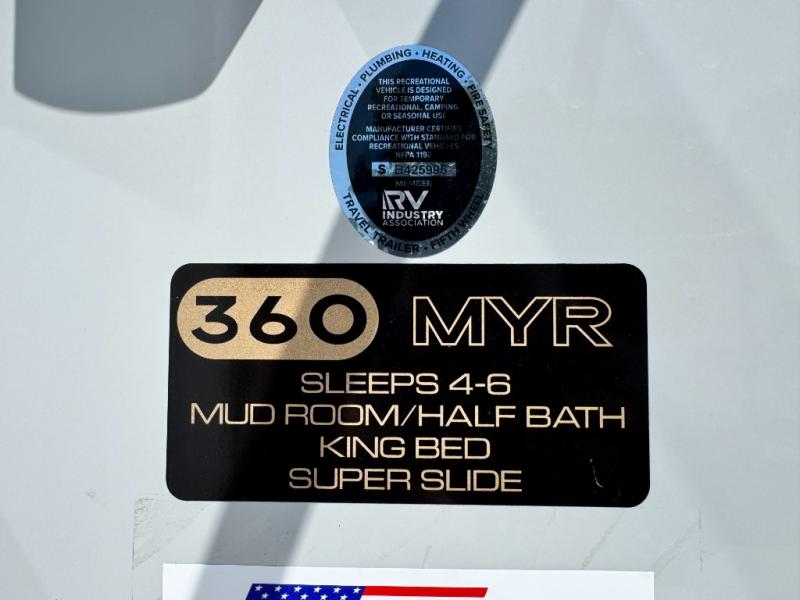 ELECTRICAL • PLUMBING • HEATING • FIRE SAFETY
THIS RECREATIONAL
VEHICLE IS DESIGNED
FOR TEMPORARY
RECREATIONAL, CAMPING,
OR SEASONAL USE
MANUFACTURER CERTIFIES
COMPLIANCE WITH STANDARD FOR
RECREATIONAL VEHICLES
NFPA 1192
S B425995
MEMBER
RV
INDUSTRY
ASSOCIATION
TRAVEL TRAILER • FIFTH WHEEL
360 MYR
SLEEPS 4-6
MUD ROOM/HALF BATH
KING BED
SUPER SLIDE